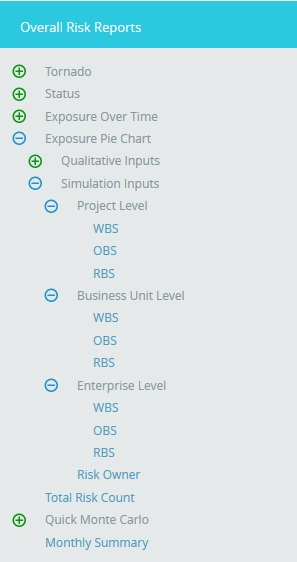 Overall Risk Reports
Tornado
Status
Exposure Over Time
Exposure Pie Chart
Qualitative Inputs
Simulation Inputs
Project Level
WBS
OBS
RBS
Business Unit Level
WBS
OBS
RBS
Enterprise Level
WBS
OBS
RBS
Risk Owner
Total Risk Count
Quick Monte Carlo
Monthly Summary